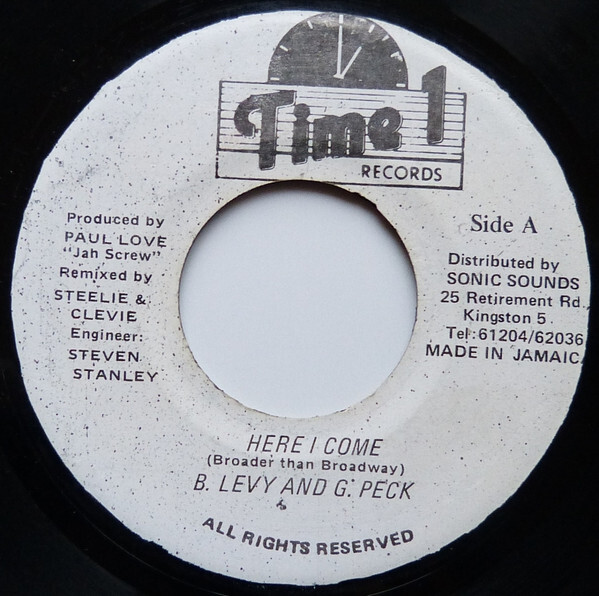 Time 1
RECORDS
Produced by
PAUL LOVE
"Jah Screw"
Remixed by
STEELIE &
CLEVIE
Engineer:
STEVEN
STANLEY
Side A
Distributed by
SONIC SOUNDS
25 Retirement Rd.
Kingston 5
Tel:61204/62036
MADE IN JAMAICA
HERE I COME
(Broader than Broadway)
B. LEVY AND G. PECK
ALL RIGHTS RESERVED